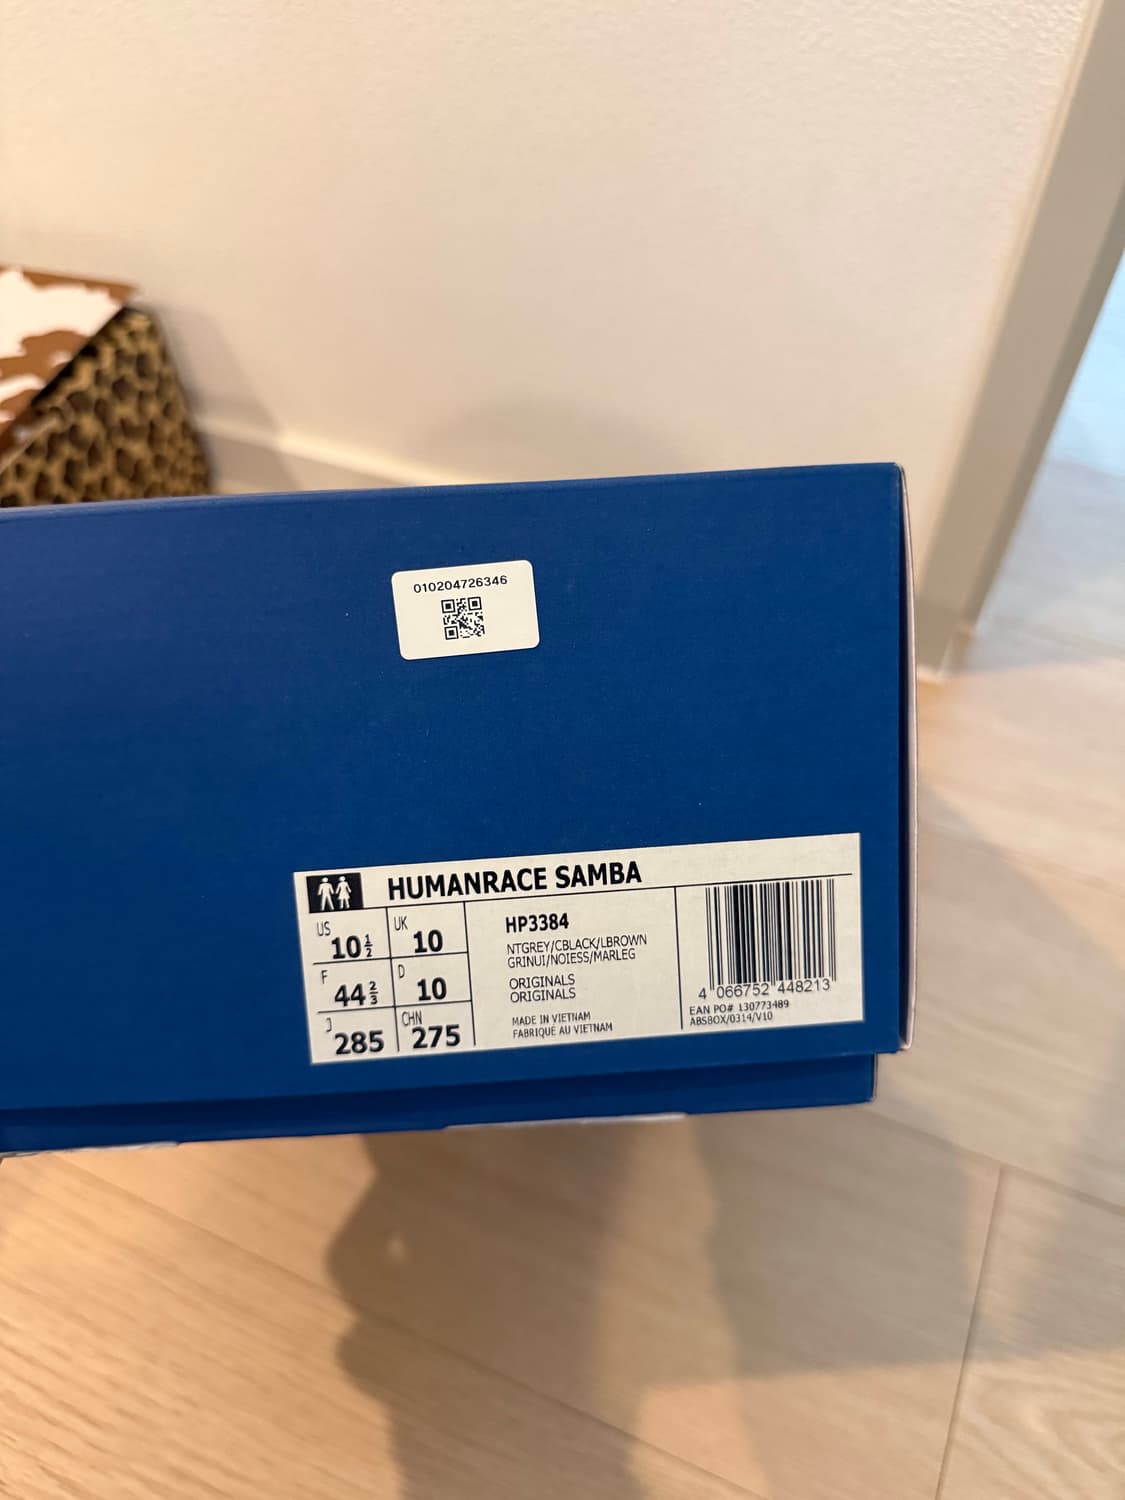 010204726346
HUMANRACE SAMBA
US 10½ UK 10
F 44⅔ D 10
J 285 CHN 275
HP3384
NTGREY/CBLACK/LBROWN
GRINUI/NOIESS/MARLEG
ORIGINALS
ORIGINALS
MADE IN VIETNAM
FABRIQUÉ AU VIETNAM
4 066752 448213
EAN PO# 130773489
ABSBOX/0314/V10